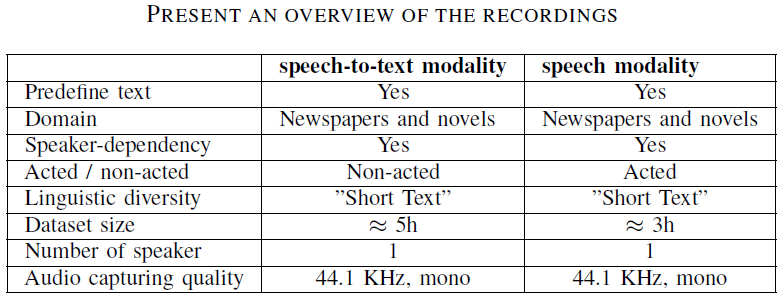 PRESENT AN OVERVIEW OF THE RECORDINGS
speech-to-text modality speech modality
Predefine text Yes Yes
Domain Newspapers and novels Newspapers and novels
Speaker-dependency Yes Yes
Acted / non-acted Non-acted Acted
Linguistic diversity ”Short Text” ”Short Text”
Dataset size ≈ 5h ≈ 3h
Number of speaker 1 1
Audio capturing quality 44.1 KHz, mono 44.1 KHz, mono